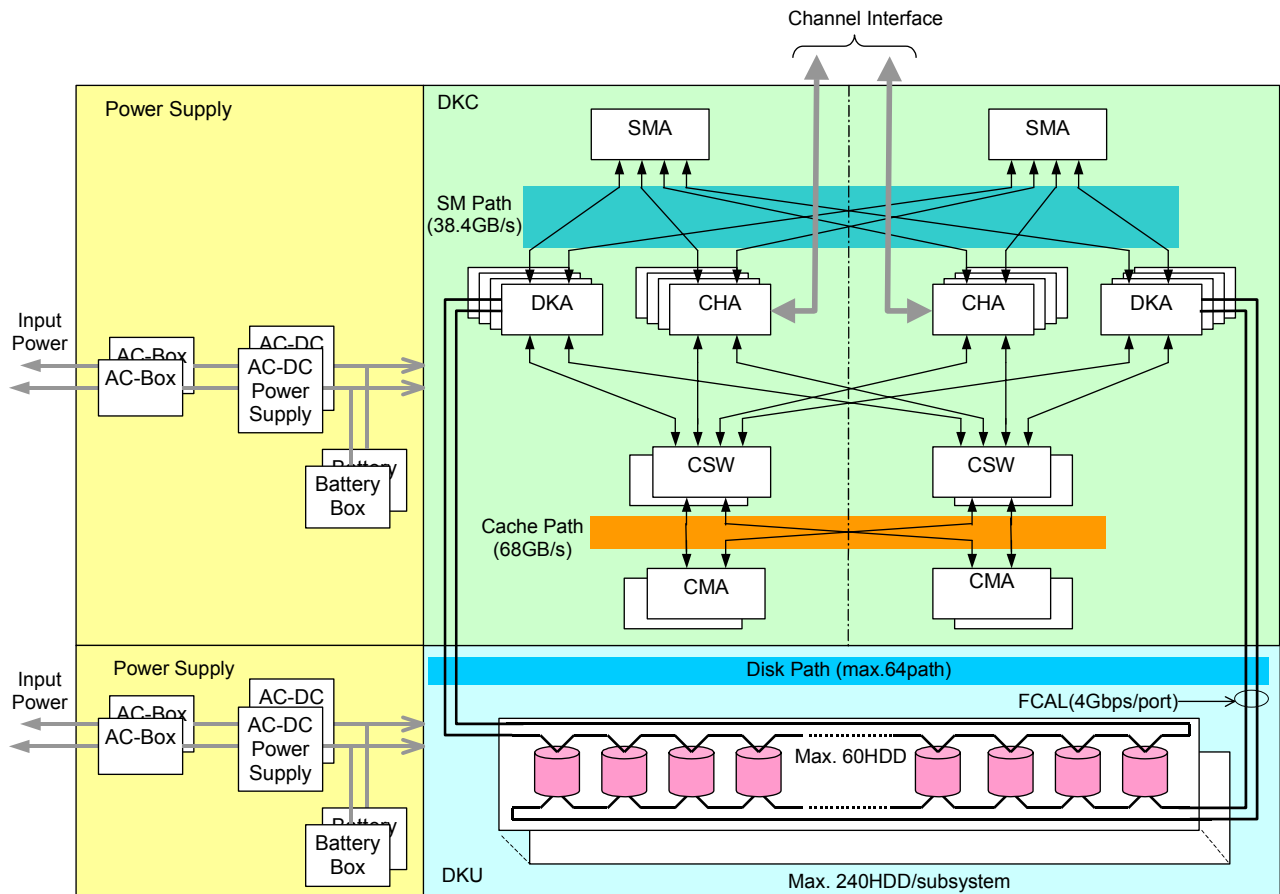 Channel Interface
Power Supply
DKC
SMA
SMA
SM Path
(38.4GB/s)
DKA
CHA
CHA
DKA
Input
Power
AC-Box
AC-Box
AC-DC
AC-DC
Power
Supply
Battery
Battery
Box
CSW
CSW
Cache Path
(68GB/s)
CMA
CMA
Power Supply
Disk Path (max.64path)
Input
Power
AC-Box
AC-Box
AC-DC
AC-DC
Power
Supply
Battery
Battery
Box
FCAL(4Gbps/port)
Max. 60HDD
DKU
Max. 240HDD/subsystem